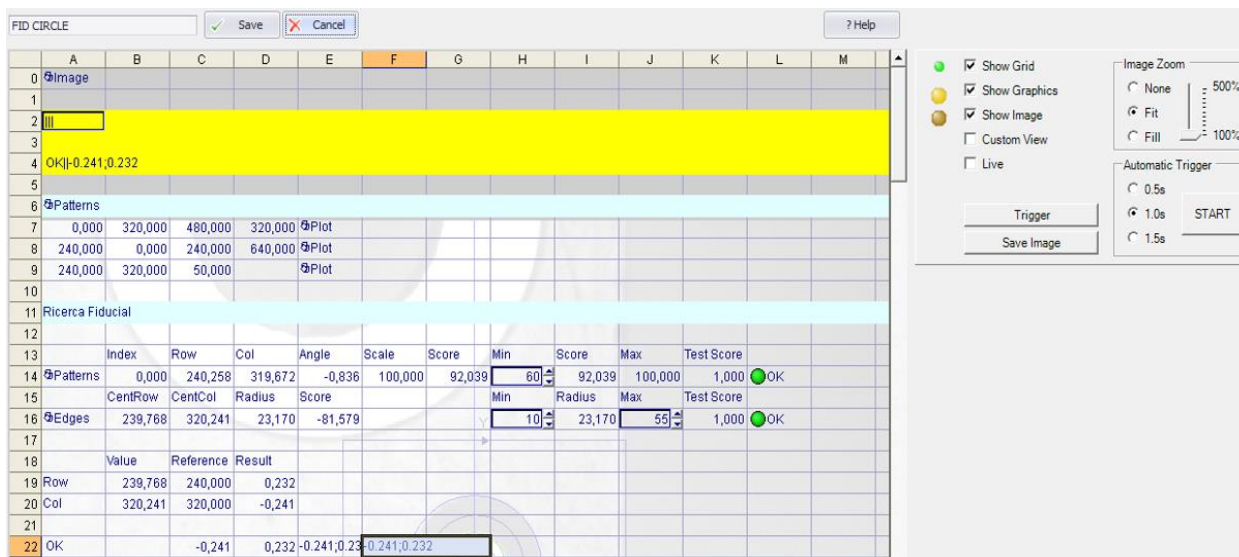 FID CIRCLE Save Cancel ? Help
A B C D E F G H I J K L M
0 Image
1
2 |||
3
4 OK||-0.241;0.232
5
6 Patterns
7 0,000 320,000 480,000 320,000 Plot
8 240,000 0,000 240,000 640,000 Plot
9 240,000 320,000 50,000 Plot
10
11 Ricerca Fiducial
12
13 Index Row Col Angle Scale Score Min Score Max Test Score
14 Patterns 0,000 240,258 319,672 -0,836 100,000 92,039 60 92,039 100,000 1,000 OK
15 CentRow CentCol Radius Score Min Radius Max Test Score
16 Edges 239,768 320,241 23,170 -81,579 10 23,170 55 1,000 OK
17
18 Value Reference Result
19 Row 239,768 240,000 0,232
20 Col 320,241 320,000 -0,241
21
22 OK -0,241 0,232 -0.241;0.23 -0.241;0.232
Show Grid
Show Graphics
Show Image
Custom View
Live
Trigger
Save Image
Image Zoom
None
Fit
Fill
500%
100%
Automatic Trigger
0.5s
1.0s
1.5s
START
Y